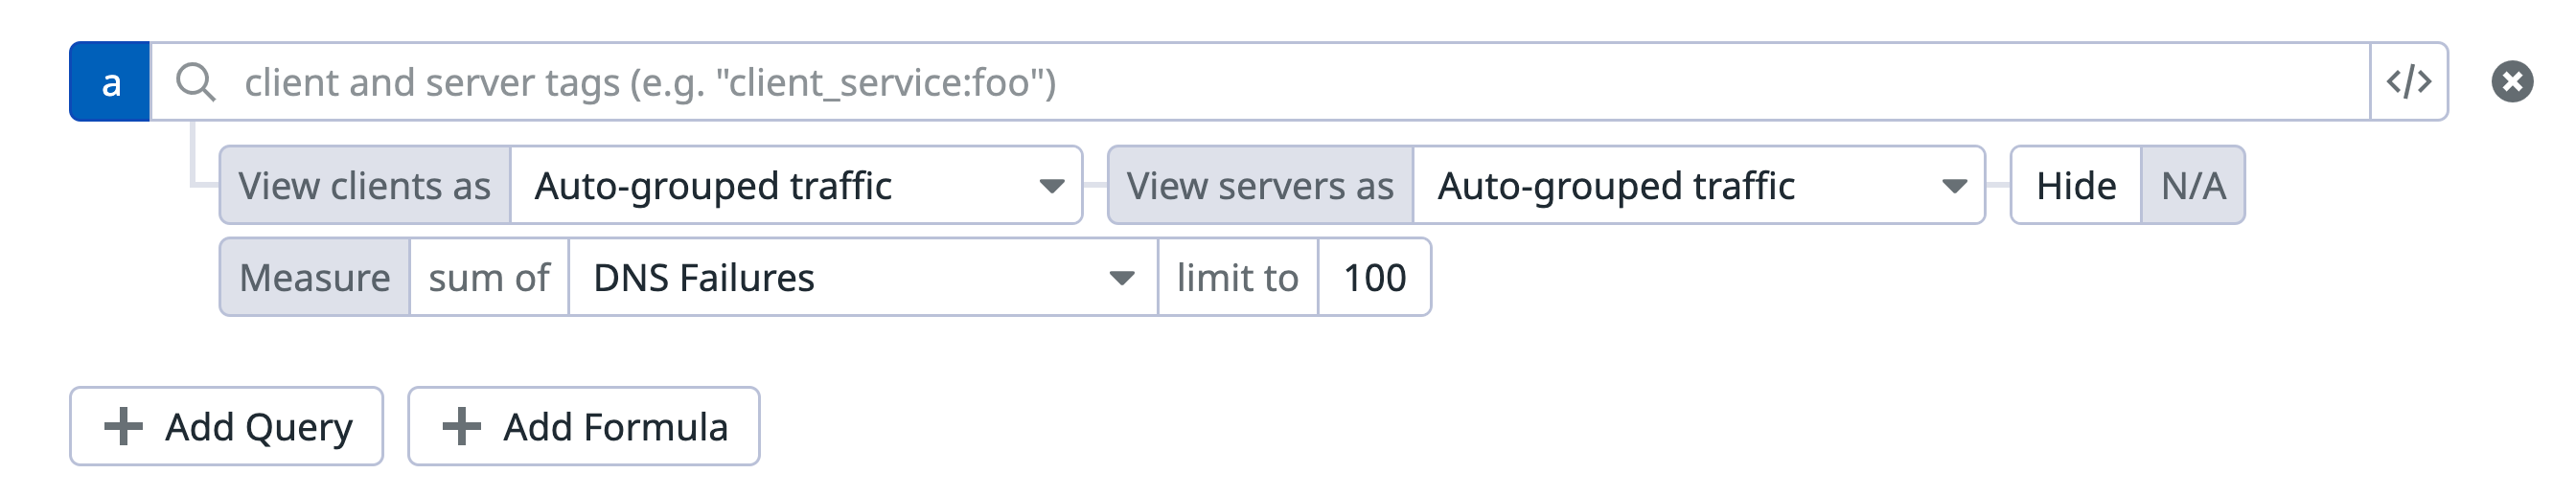 a client and server tags (e.g. "client_service:foo") </>
View clients as Auto-grouped traffic View servers as Auto-grouped traffic Hide N/A
Measure sum of DNS Failures limit to 100
Add Query Add Formula